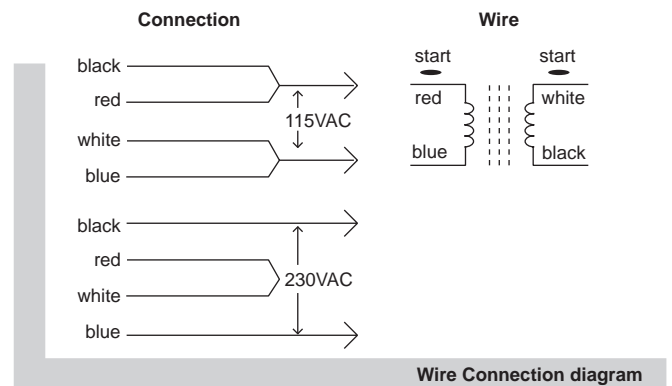 Connection
Wire
black
red
115VAC
white
blue
black
red
230VAC
white
blue
start
start
red
white
blue
black
Wire Connection diagram